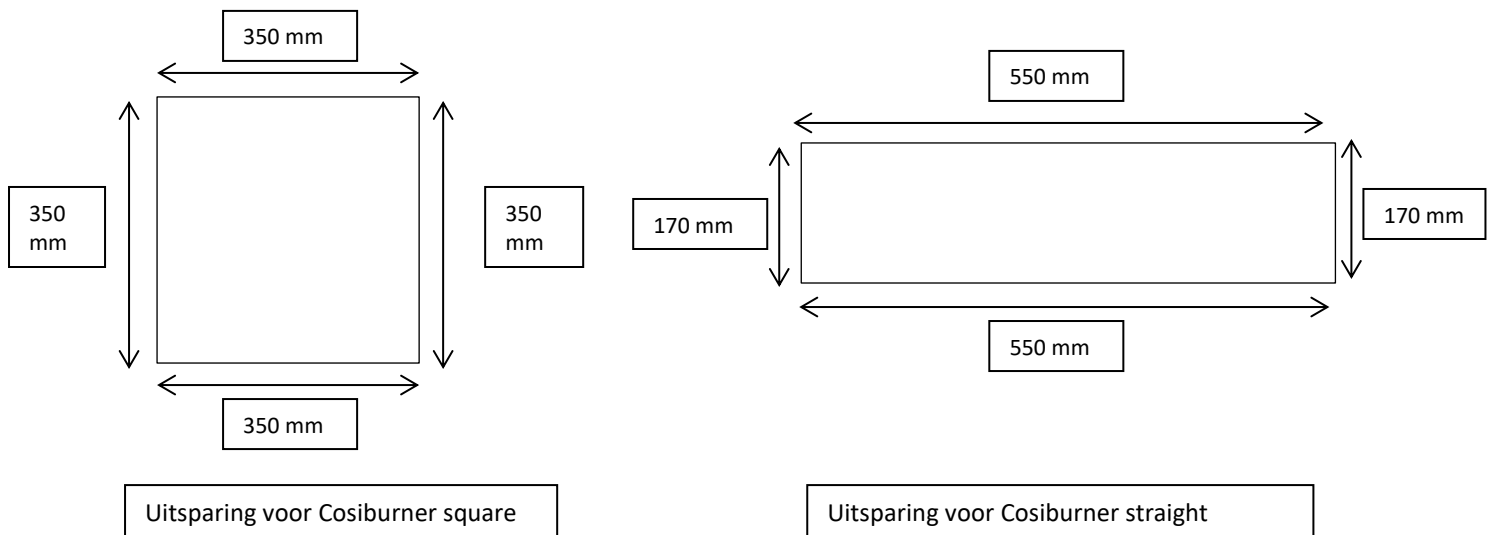 350 mm
350
mm
350
mm
350 mm
Uitsparing voor Cosiburner square
550 mm
170 mm
170 mm
550 mm
Uitsparing voor Cosiburner straight